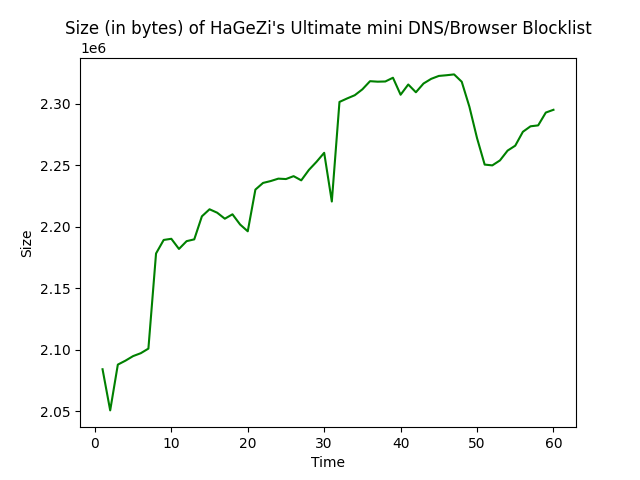 Size (in bytes) of HaGeZi's Ultimate mini DNS/Browser Blocklist
1e6
2.30
2.25
2.20
2.15
2.10
2.05
Size
0 10 20 30 40 50 60
Time